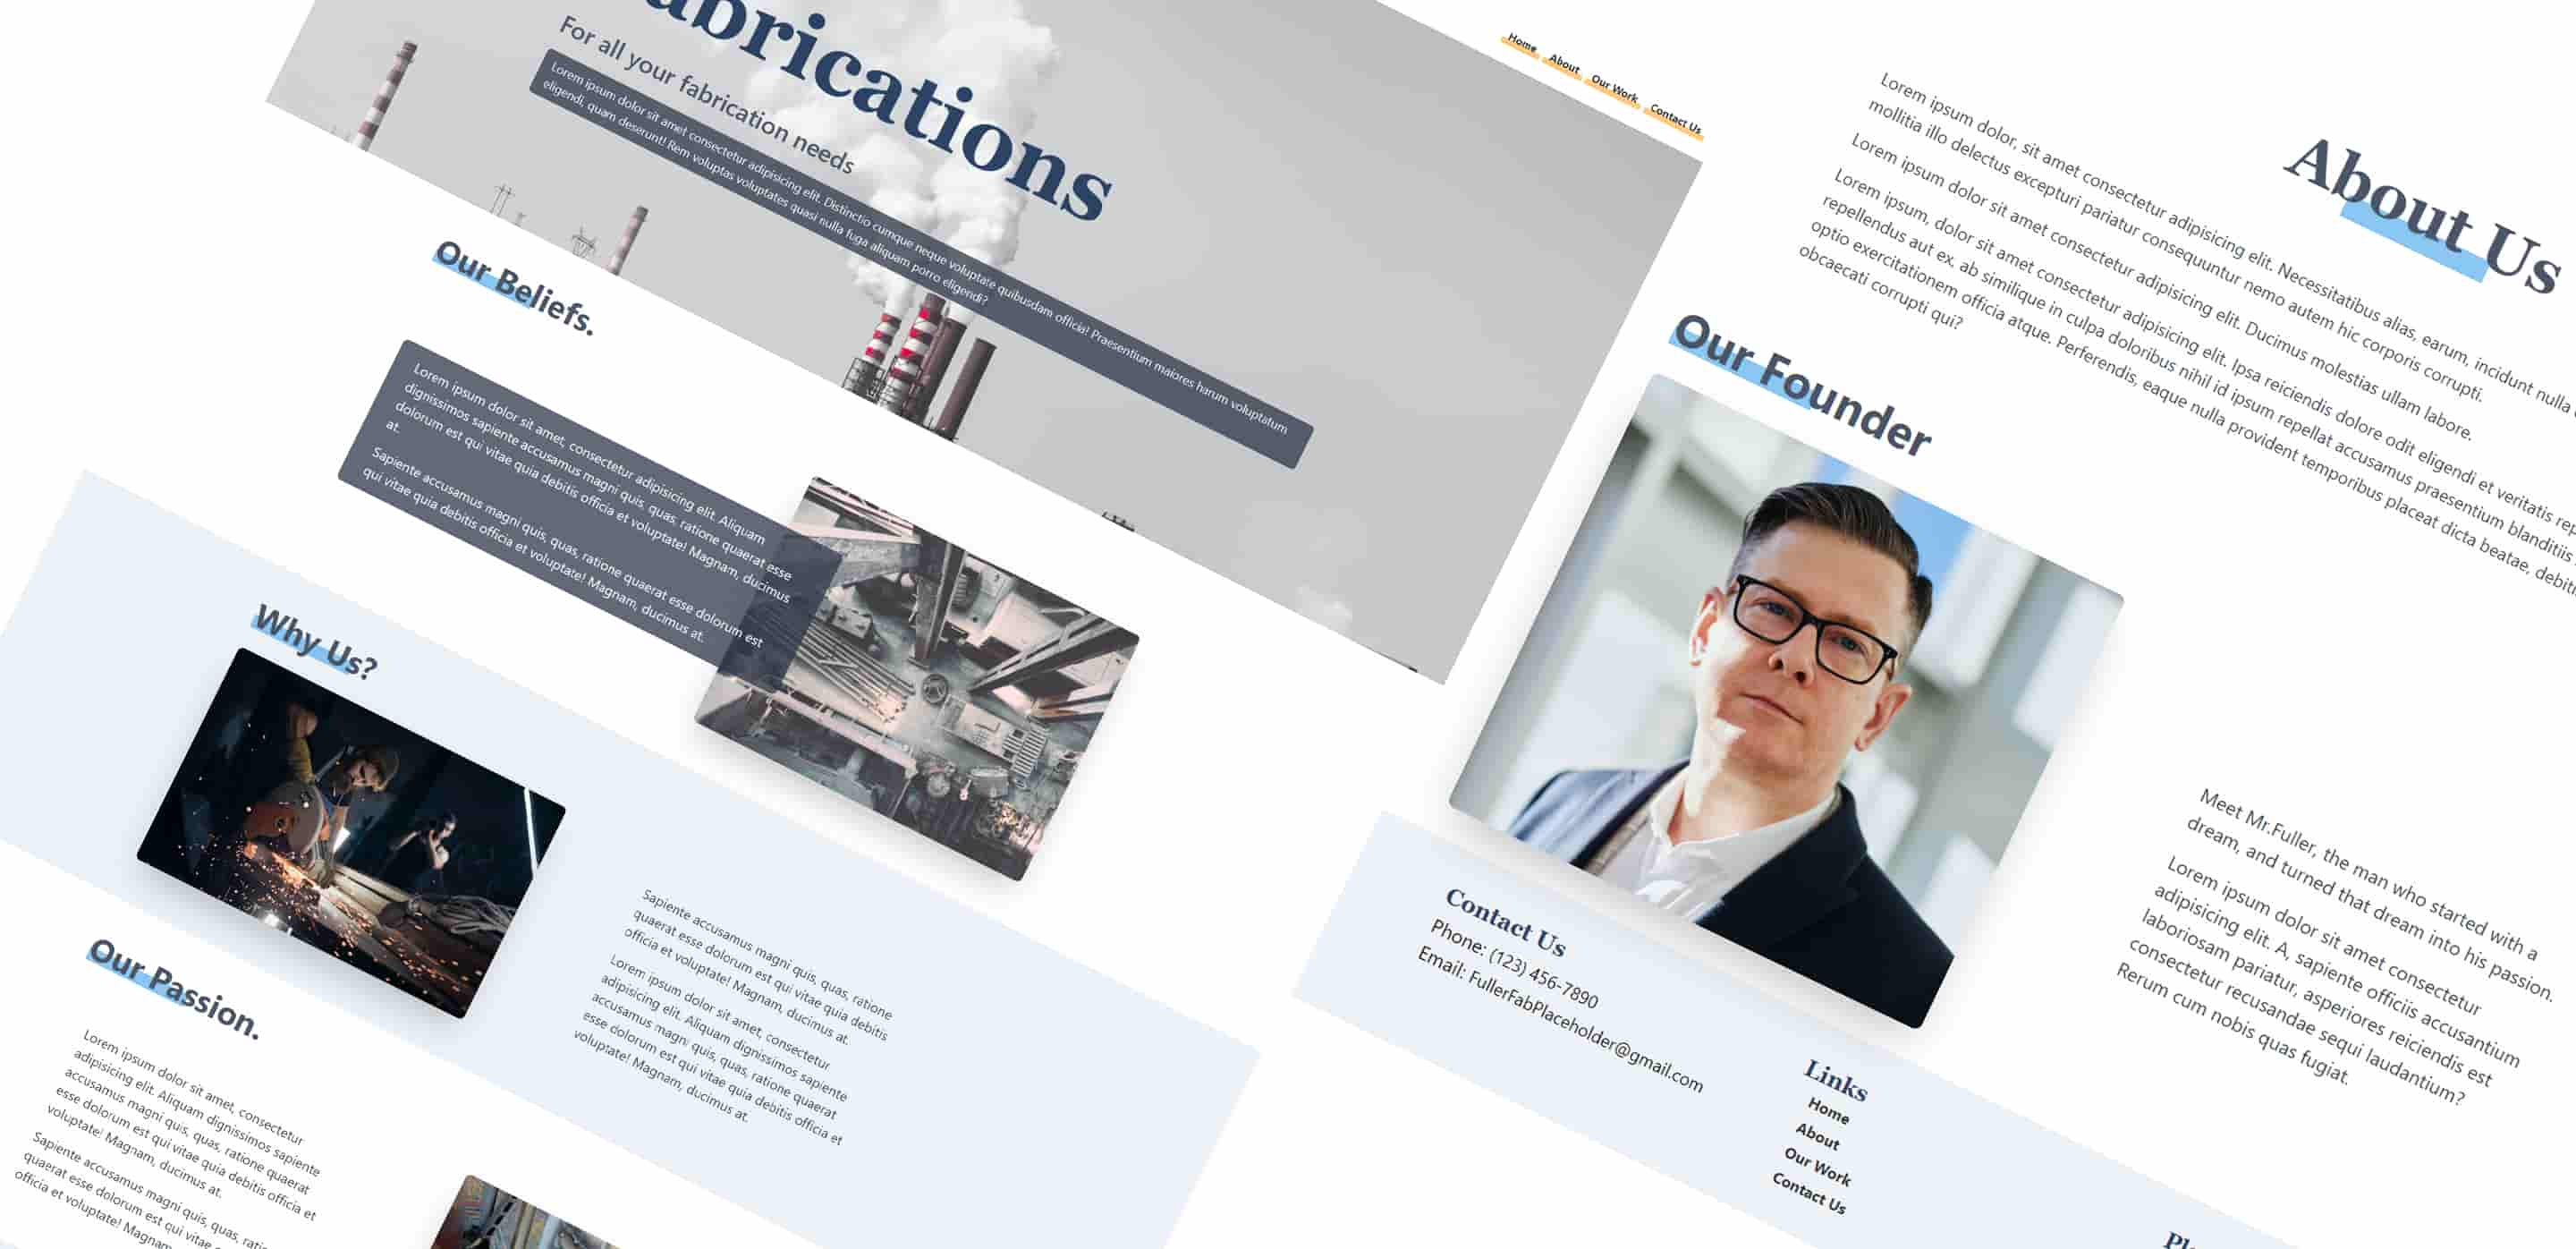 abrications
For all your fabrication needs
Lorem ipsum dolor sit amet consectetur adipisicing elit. Distinctio cumque neque voluptate quibusdam officia! Praesentium maiores harum voluptatum
eligendi, quam deserunt! Rem voluptas voluptates quasi nulla fuga aliquam porro eligendi?
Our Beliefs.
Lorem ipsum dolor sit amet, consectetur adipisicing elit. Aliquam
dignissimos sapiente accusamus magni quis, quas, ratione quaerat esse
dolorum est qui vitae quia debitis officia et voluptate! Magnam, ducimus
at.
Sapiente accusamus magni quis, quas, ratione quaerat esse dolorum est
qui vitae quia debitis officia et voluptate! Magnam, ducimus at.
Why Us?
Sapiente accusamus magni quis, quas, ratione
quaerat esse dolorum est qui vitae quia debitis
officia et voluptate! Magnam, ducimus at.
Lorem ipsum dolor sit amet, consectetur
adipisicing elit. Aliquam dignissimos sapiente
accusamus magni quis, quas, ratione quaerat
esse dolorum est qui vitae quia debitis officia et
voluptate! Magnam, ducimus at.
Our Passion.
Lorem ipsum dolor sit amet, consectetur
adipisicing elit. Aliquam dignissimos sapiente
accusamus magni quis, quas, ratione quaerat
esse dolorum est qui vitae quia debitis officia et
voluptate! Magnam, ducimus at.
Sapiente accusamus magni quis, quas, ratio
quaerat esse dolorum est qui vitae quia
officia et voluptate! Magnam
Home About Our Work Contact Us
About Us
Lorem ipsum dolor, sit amet consectetur adipisicing elit. Necessitatibus alias, earum, incidunt nulla
mollitia illo delectus excepturi pariatur consequuntur nemo autem hic corporis corrupti.
Lorem ipsum dolor sit amet consectetur adipisicing elit. Ducimus molestias ullam labore.
Lorem ipsum, dolor sit amet consectetur adipisicing elit. Ipsa reiciendis dolore odit eligendi et veritatis rep
repellendus aut ex, ab similique in culpa doloribus nihil id ipsum repellat accusamus praesentium blanditiis
optio exercitationem officia atque. Perferendis, eaque nulla provident temporibus placeat dicta beatae, debiti
obcaecati corrupti qui?
Our Founder
Meet Mr.Fuller, the man who started with a
dream, and turned that dream into his passion.
Lorem ipsum dolor sit amet consectetur
adipisicing elit. A, sapiente officiis accusantium
laboriosam pariatur, asperiores reiciendis est
consectetur recusandae sequi laudantium?
Rerum cum nobis quas fugiat.
Contact Us
Phone: (123) 456-7890
Email: FullerFabPlaceholder@gmail.com
Links
Home
About
Our Work
Contact Us